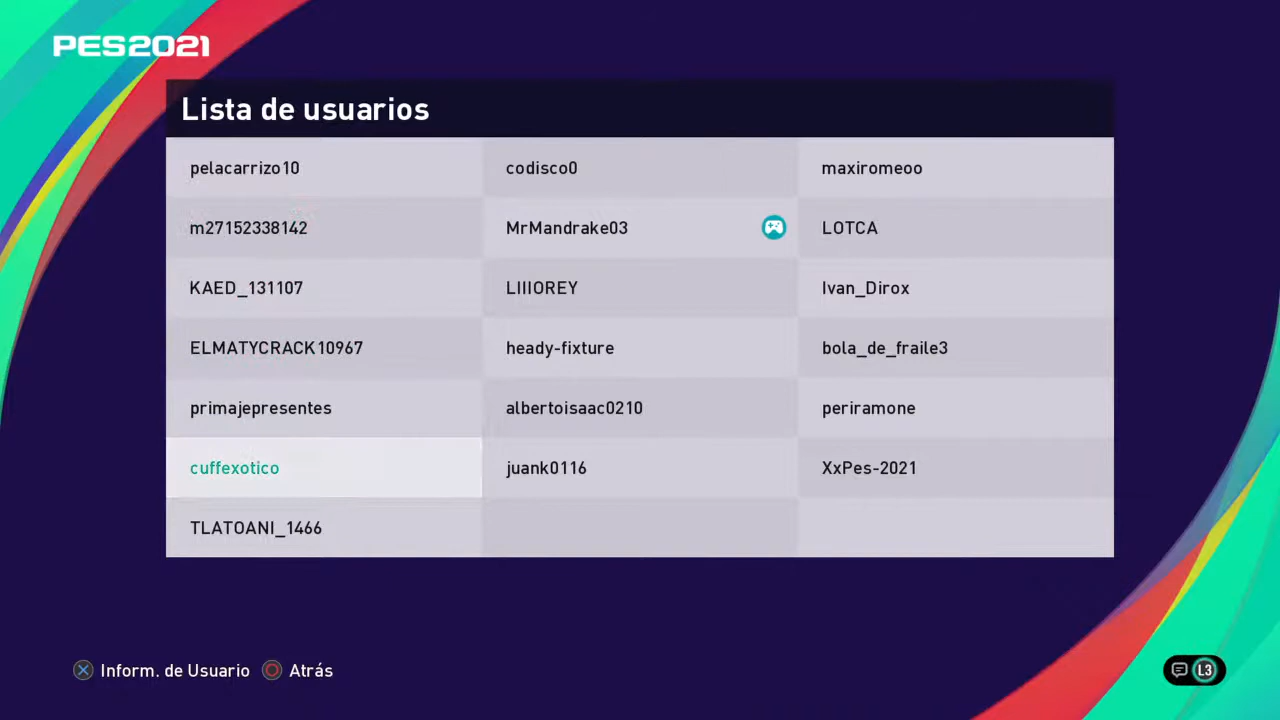 PES2021
Lista de usuarios
pelacarrizo10 codisco0 maxiromeoo
m27152338142 MrMandrake03 LOTCA
KAED_131107 LIIIOREY Ivan_Dirox
ELMATYCRACK10967 heady-fixture bola_de_fraile3
primajepresentes albertoisaac0210 periramone
cuffexotico juank0116 XxPes-2021
TLATOANI_1466
Inform. de Usuario Atrás L3